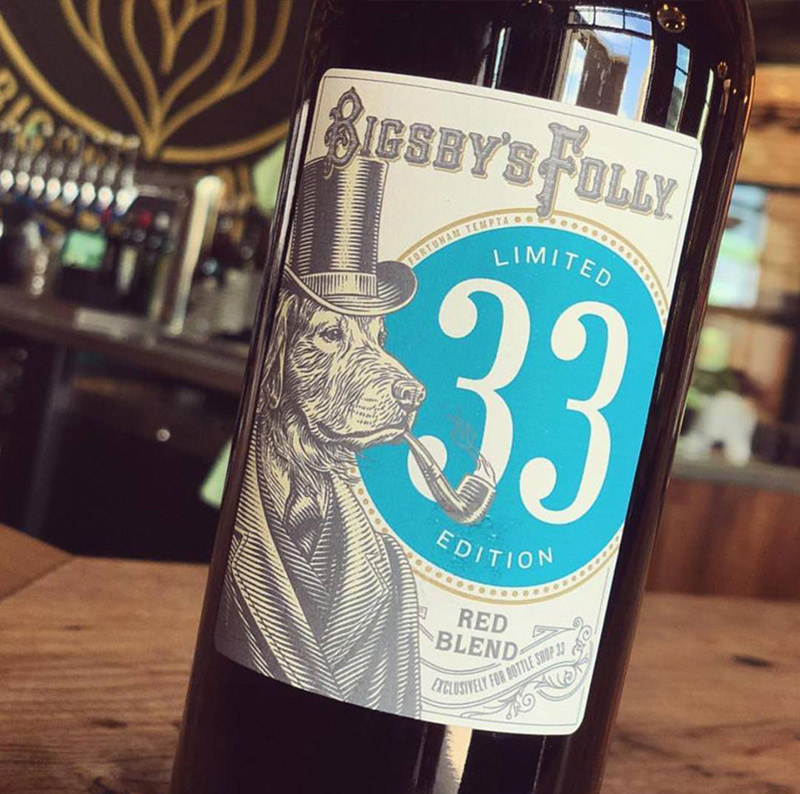 BIGSBY'S FOLLY
FORTUNAM TEMPTA
LIMITED
33
EDITION
RED
BLEND
EXCLUSIVELY FOR BOTTLE SHOP 33